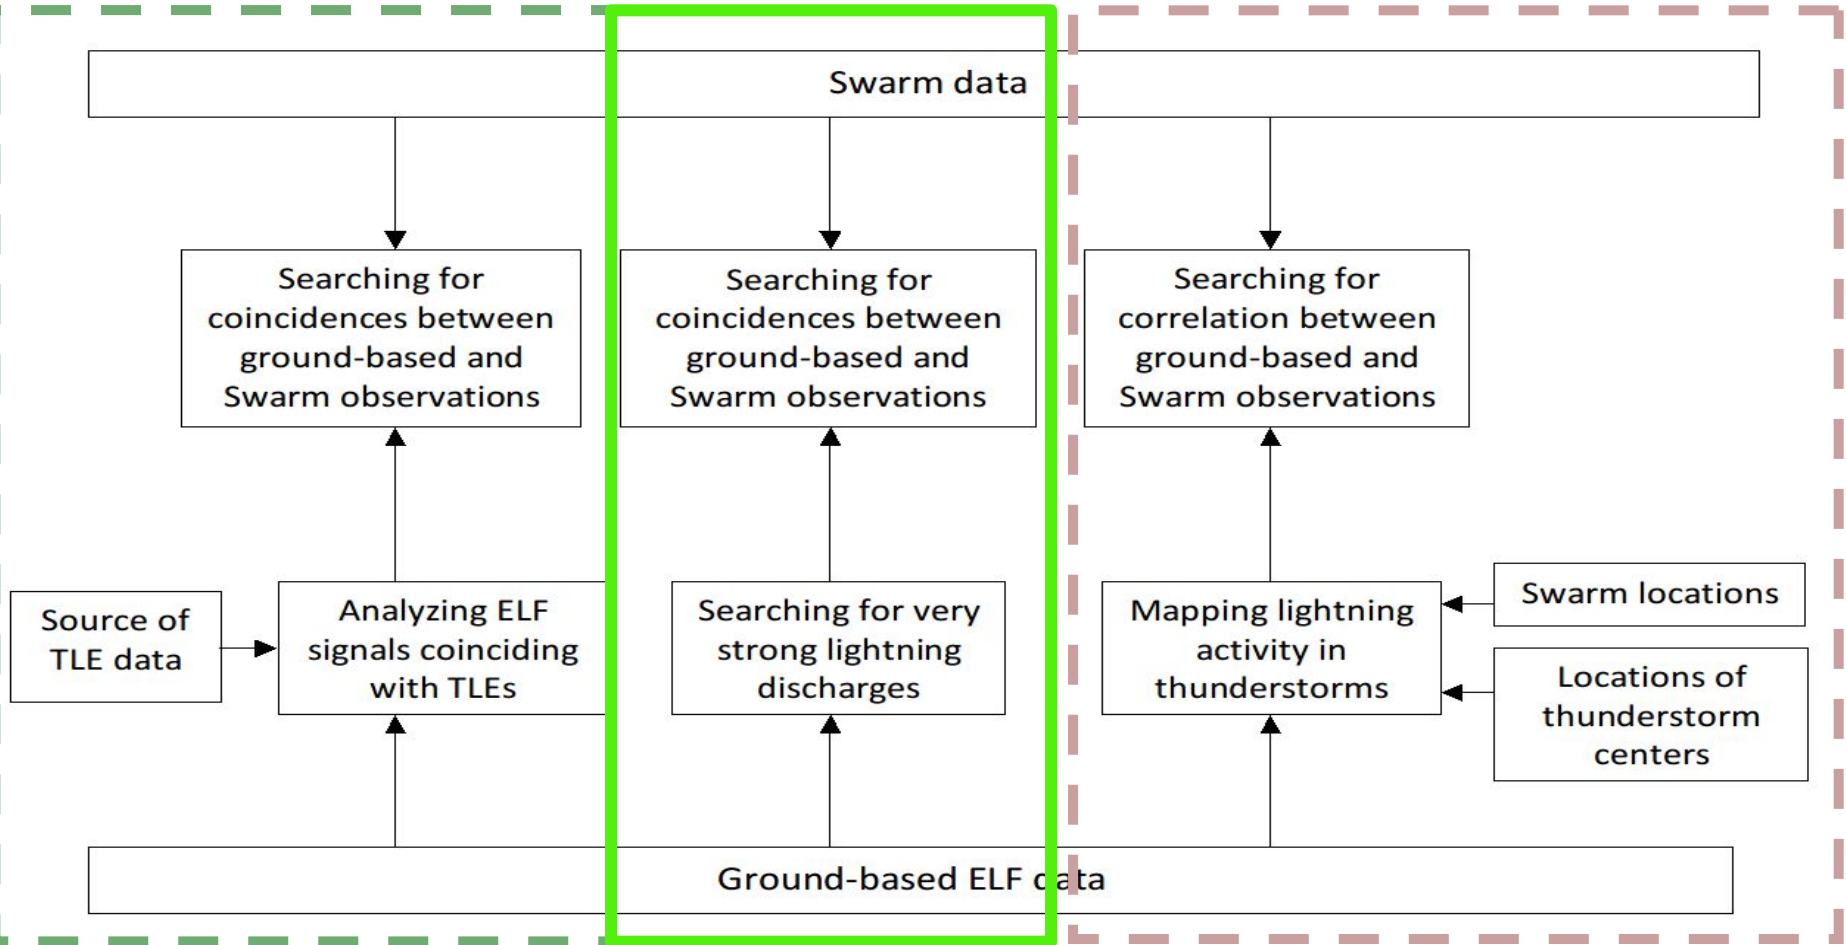 Swarm data
Searching for
coincidences between
ground-based and
Swarm observations
Searching for
coincidences between
ground-based and
Swarm observations
Searching for
correlation between
ground-based and
Swarm observations
Source of
TLE data
Analyzing ELF
signals coinciding
with TLEs
Searching for very
strong lightning
discharges
Mapping lightning
activity in
thunderstorms
Swarm locations
Locations of
thunderstorm
centers
Ground-based ELF data